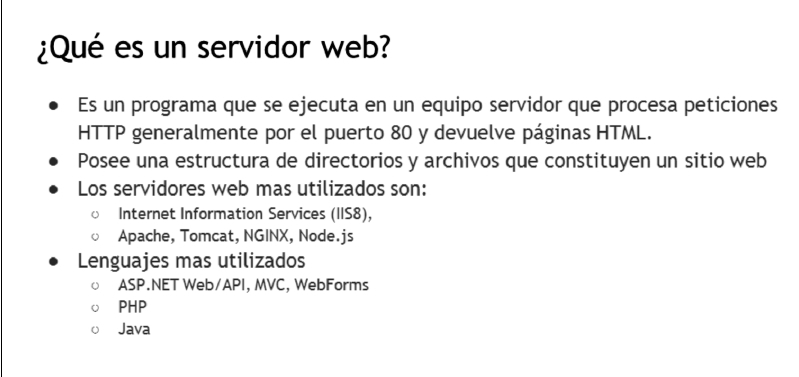 ¿Qué es un servidor web?
● Es un programa que se ejecuta en un equipo servidor que procesa peticiones
HTTP generalmente por el puerto 80 y devuelve páginas HTML.
● Posee una estructura de directorios y archivos que constituyen un sitio web
● Los servidores web mas utilizados son:
○ Internet Information Services (IIS8),
○ Apache, Tomcat, NGINX, Node.js
● Lenguajes mas utilizados
○ ASP.NET Web/API, MVC, WebForms
○ PHP
○ Java